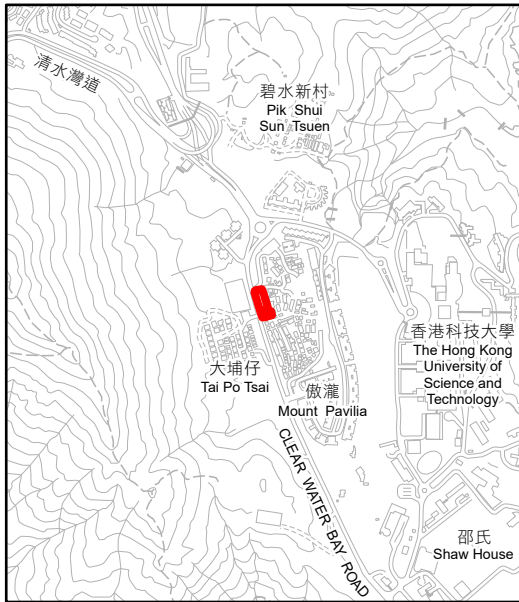 清水灣道
碧水新村
Pik Shui
Sun Tsuen
香港科技大學
The Hong Kong
University of
Science and
Technology
大埔仔
Tai Po Tsai
傲瀧
Mount Pavilia
CLEAR WATER BAY ROAD
邵氏
Shaw House